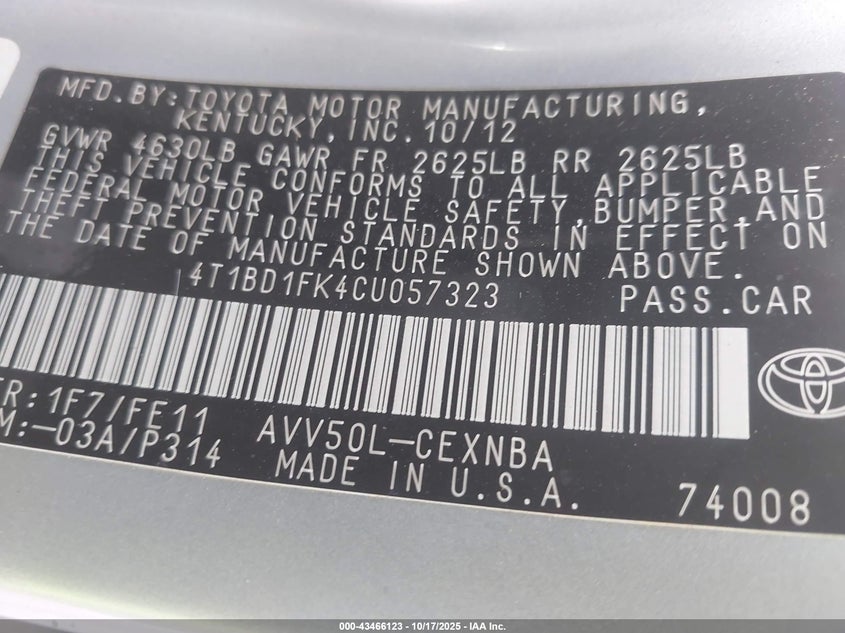 MFD.BY:TOYOTA MOTOR MANUFACTURING,
KENTUCKY, INC. 10/12
GVWR 4630LB GAWR FR 2625LB RR 2625LB
THIS VEHICLE CONFORMS TO ALL APPLICABLE
FEDERAL MOTOR VEHICLE SAFETY,BUMPER,AND
THEFT PREVENTION STANDARDS IN EFFECT ON
THE DATE OF MANUFACTURE SHOWN ABOVE.
4T1BD1FK4CU057323 PASS.CAR
R:1F7/FE11 AVV50L-CEXNBA
M:-03A/P314 MADE IN U.S.A. 74008
000-43466123 - 10/17/2025 - IAA Inc.